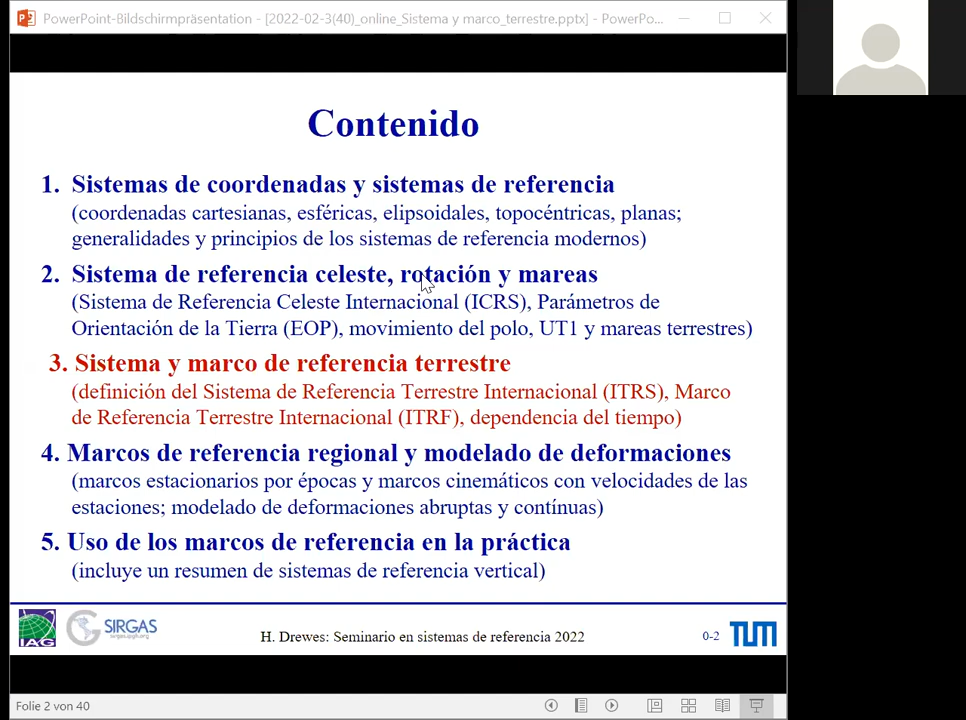 PowerPoint-Bildschirmpräsentation - [2022-02-3(40)_online_Sistema y marco_terrestre.pptx] - PowerPo...
Contenido
1. Sistemas de coordenadas y sistemas de referencia
(coordenadas cartesianas, esféricas, elipsoidales, topocéntricas, planas;
generalidades y principios de los sistemas de referencia modernos)
2. Sistema de referencia celeste, rotación y mareas
(Sistema de Referencia Celeste Internacional (ICRS), Parámetros de
Orientación de la Tierra (EOP), movimiento del polo, UT1 y mareas terrestres)
3. Sistema y marco de referencia terrestre
(definición del Sistema de Referencia Terrestre Internacional (ITRS), Marco
de Referencia Terrestre Internacional (ITRF), dependencia del tiempo)
4. Marcos de referencia regional y modelado de deformaciones
(marcos estacionarios por épocas y marcos cinemáticos con velocidades de las
estaciones; modelado de deformaciones abruptas y contínuas)
5. Uso de los marcos de referencia en la práctica
(incluye un resumen de sistemas de referencia vertical)
IAG
SIRGAS
H. Drewes: Seminario en sistemas de referencia 2022
0-2
TUM
Folie 2 von 40